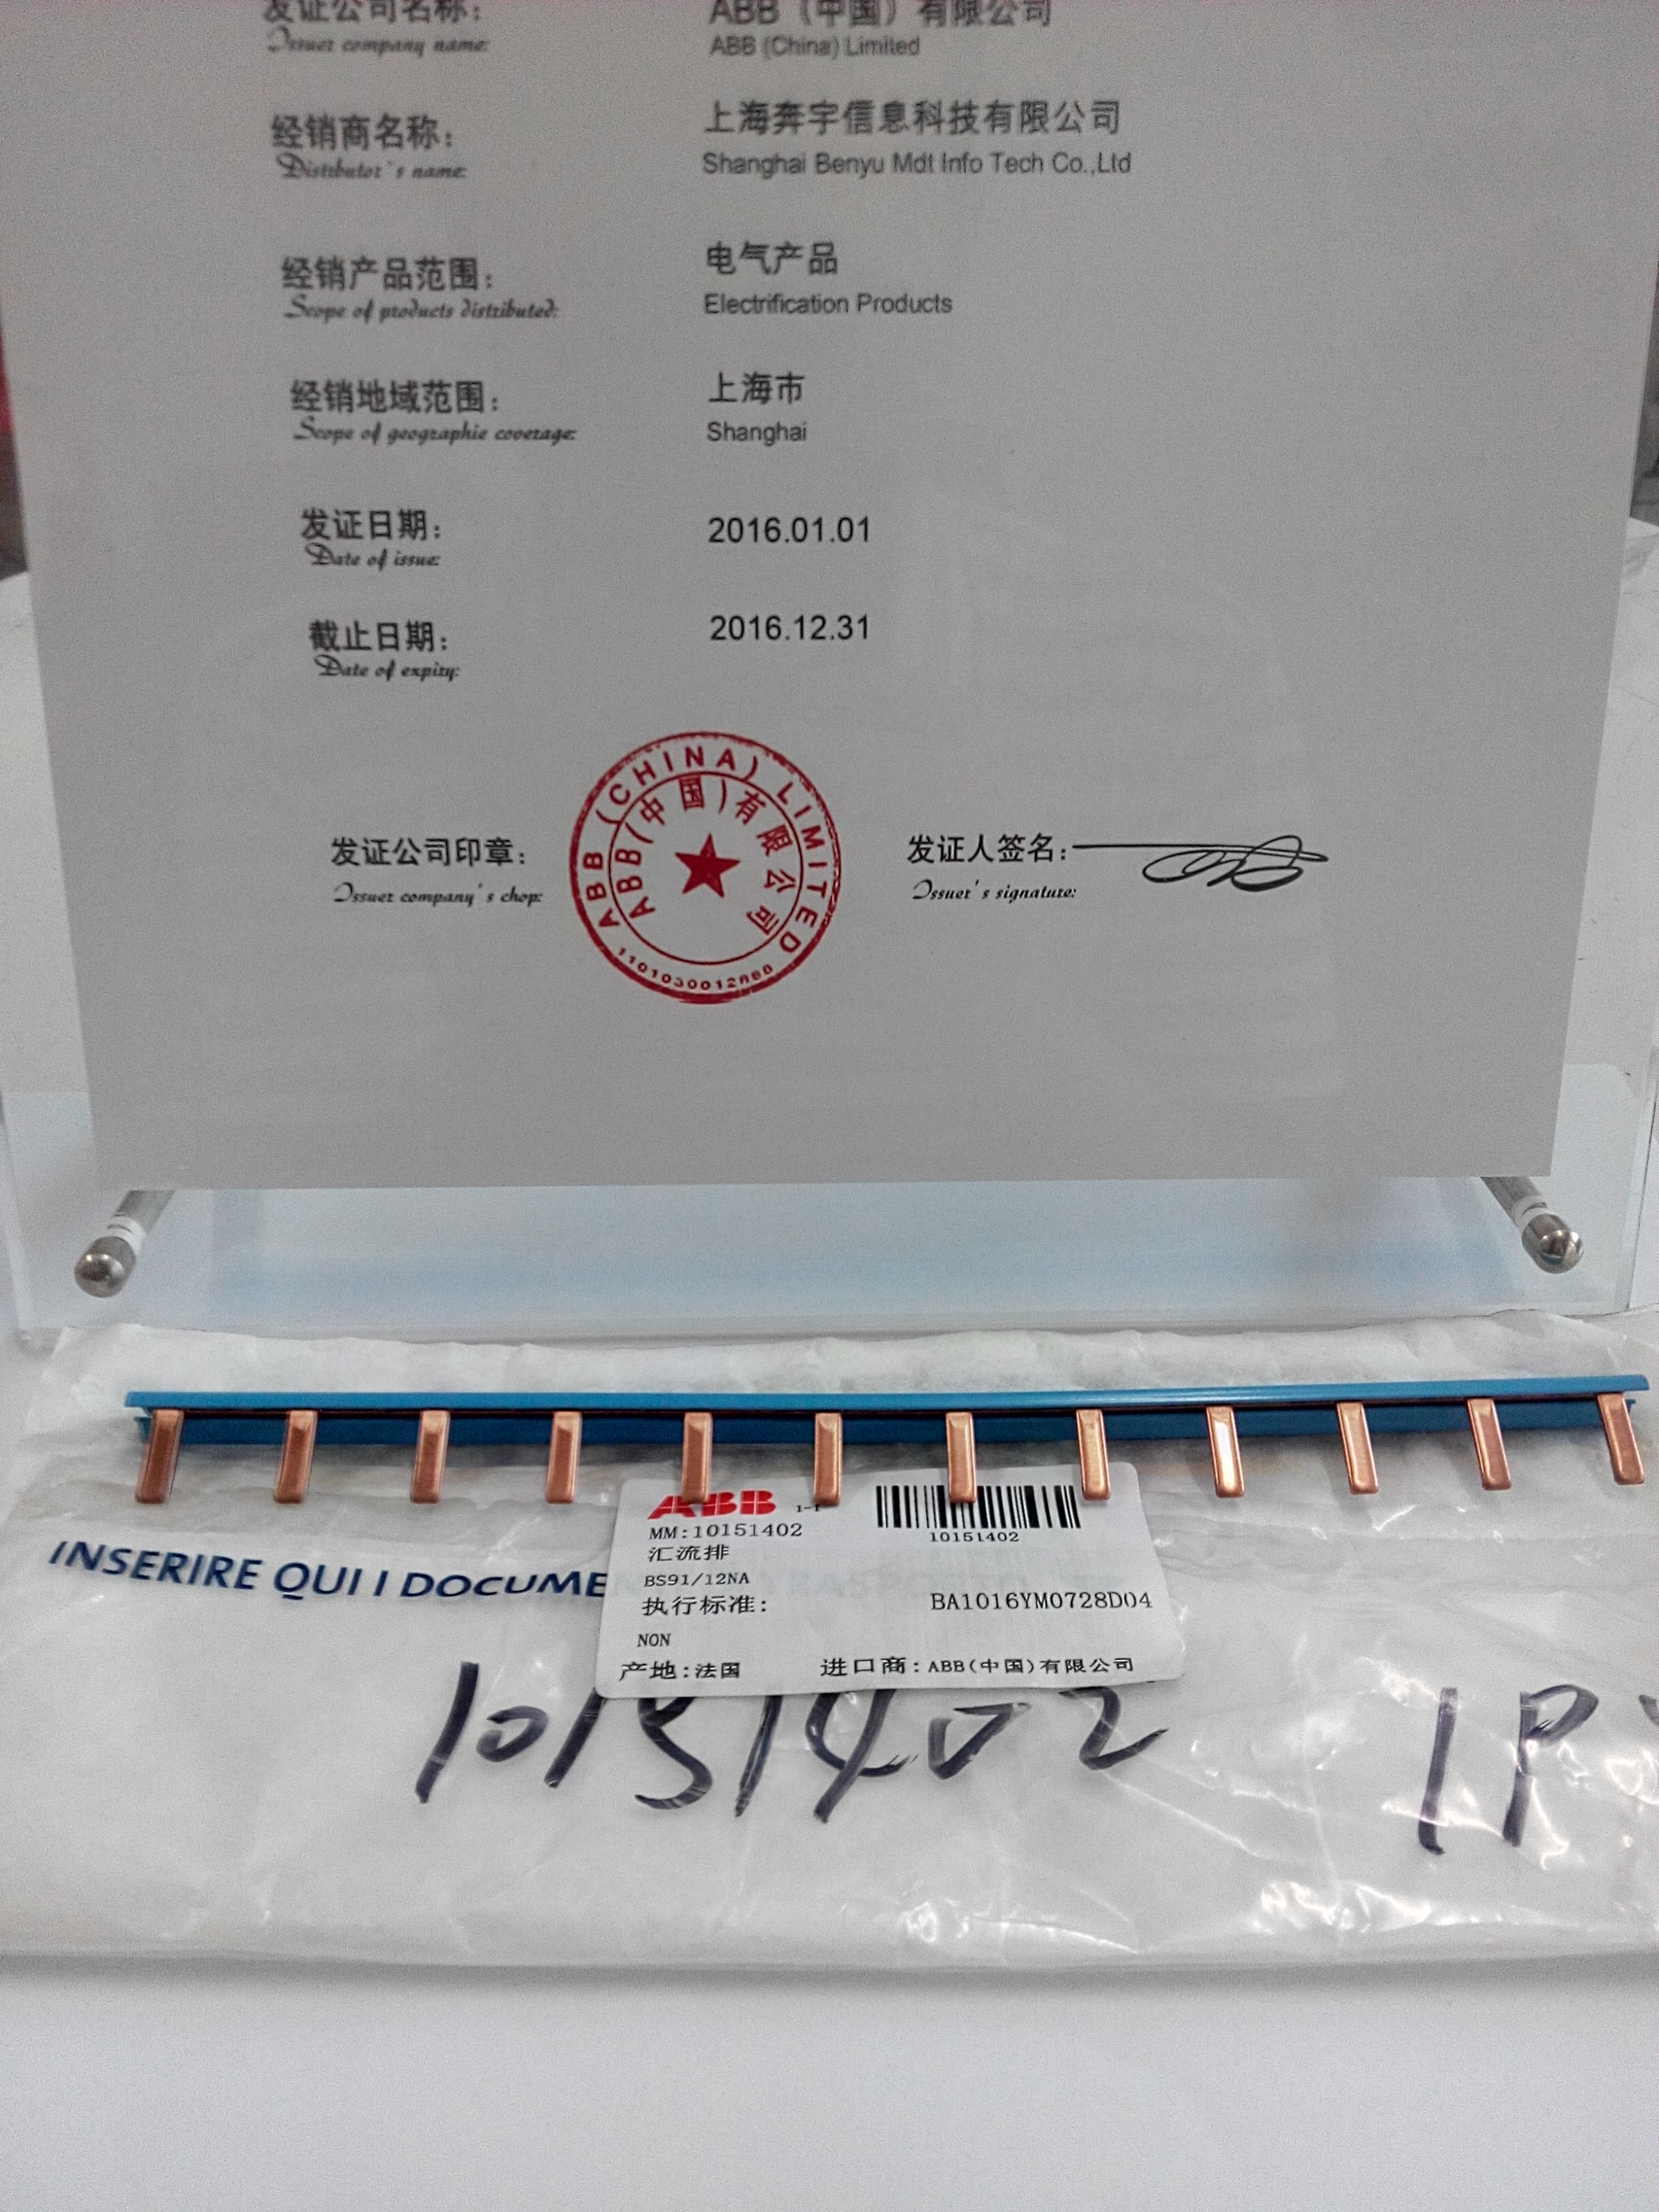 发证公司名称： ABB（中国）有限公司
Issuer company name: ABB (China) Limited
经销商名称： 上海奔宇信息科技有限公司
Distributor's name: Shanghai Benyu Mdt Info Tech Co.,Ltd
经销产品范围： 电气产品
Scope of products distributed: Electrification Products
经销地域范围： 上海市
Scope of geographic coverage: Shanghai
发证日期： 2016.01.01
Date of issue:
截止日期： 2016.12.31
Date of expiry:
发证公司印章：
Issuer company's chop:
ABB (CHINA) LIMITED
ABB(中国)有限公司
发证人签名：
Issuer's signature:
ABB
MM:10151402
10151402
汇流排
BS91/12NA
执行标准: BA1016YM0728D04
NON
产地:法国 进口商:ABB(中国)有限公司
INSERIRE QUI I DOCUME
10151402 1P